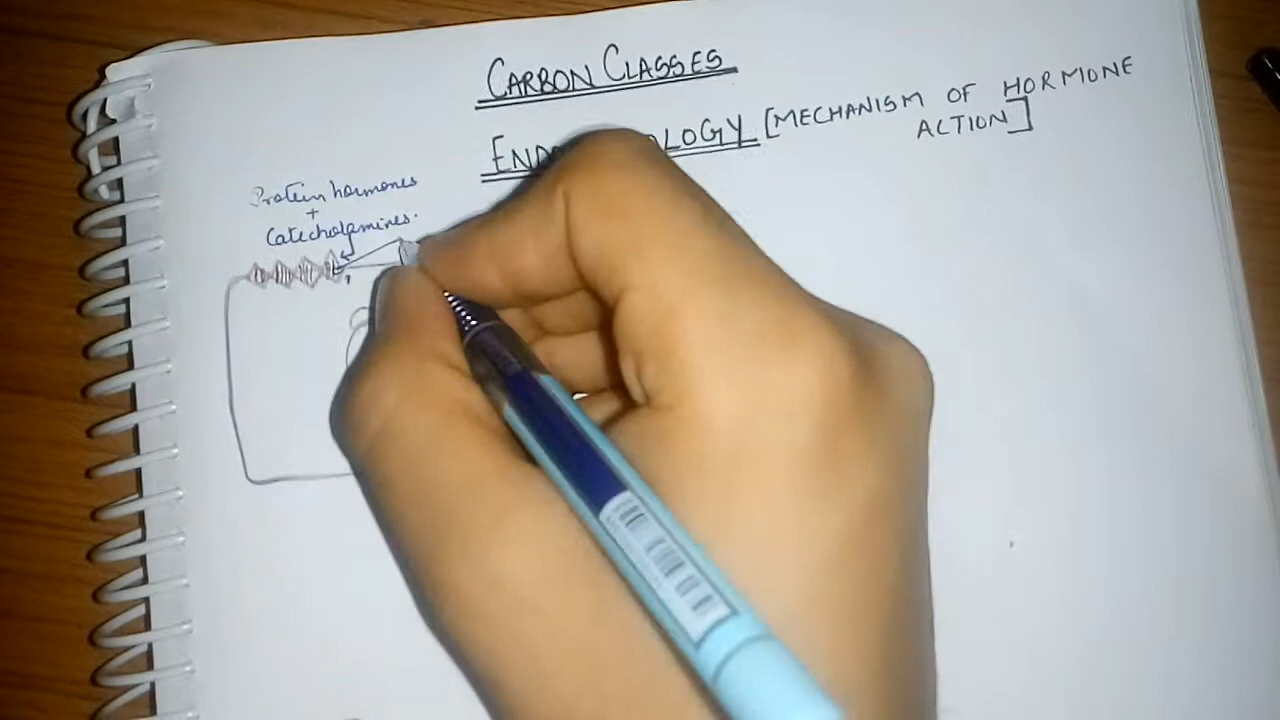 CARBON CLASSES
[MECHANISM OF HORMONE
ACTION]
Protein hormones
+
Catecholamines.